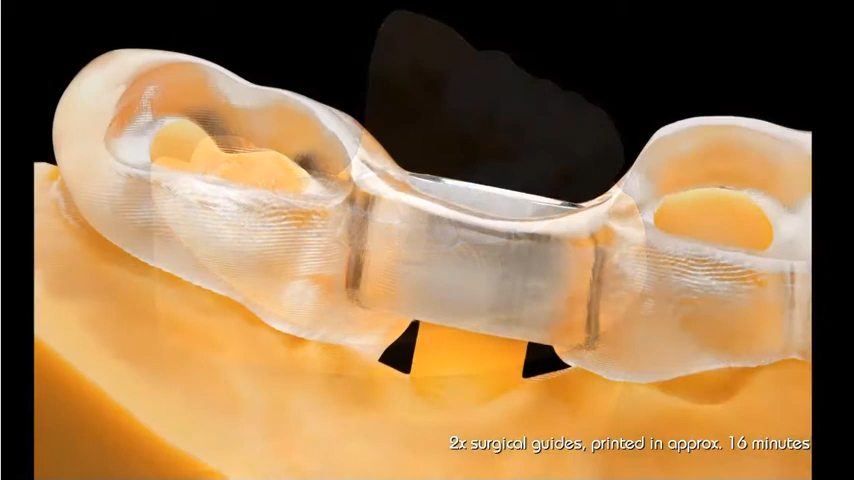 2x surgical guides, printed in approx. 16 minutes